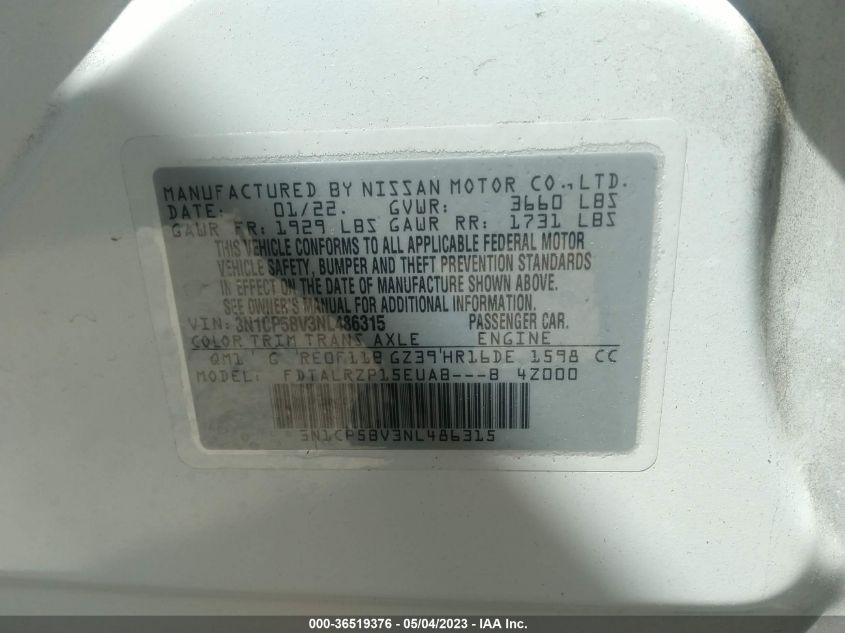 MANUFACTURED BY NISSAN MOTOR CO.,LTD.
DATE: 01/22. GVWR: 3660 LBS
GAWR FR: 1929 LBS GAWR RR: 1731 LBS
THIS VEHICLE CONFORMS TO ALL APPLICABLE FEDERAL MOTOR
VEHICLE SAFETY, BUMPER AND THEFT PREVENTION STANDARDS
IN EFFECT ON THE DATE OF MANUFACTURE SHOWN ABOVE.
SEE OWNER'S MANUAL FOR ADDITIONAL INFORMATION.
VIN: 3N1CP5BV3NL486315 PASSENGER CAR.
COLOR TRIM TRANS AXLE ENGINE
QM1 G RE0F11B GZ39 HR16DE 1598 CC
MODEL: FDTALRZP15EUAB---B 4Z000
3N1CP5BV3NL486315
000-36519376 - 05/04/2023 - IAA Inc.